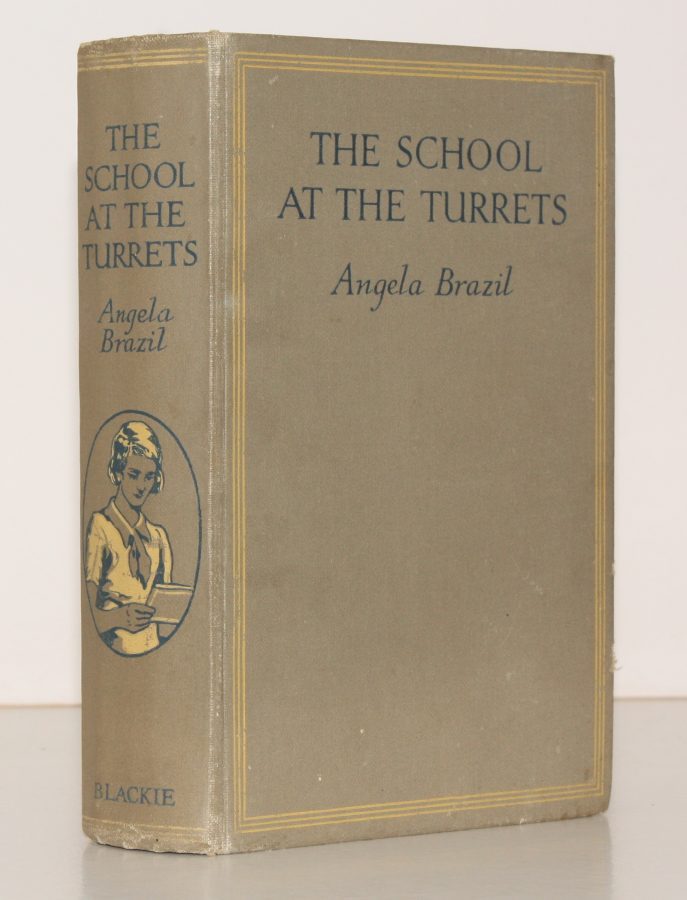 THE
SCHOOL
AT THE
TURRETS
Angela
Brazil
BLACKIE
THE SCHOOL
AT THE TURRETS
Angela Brazil